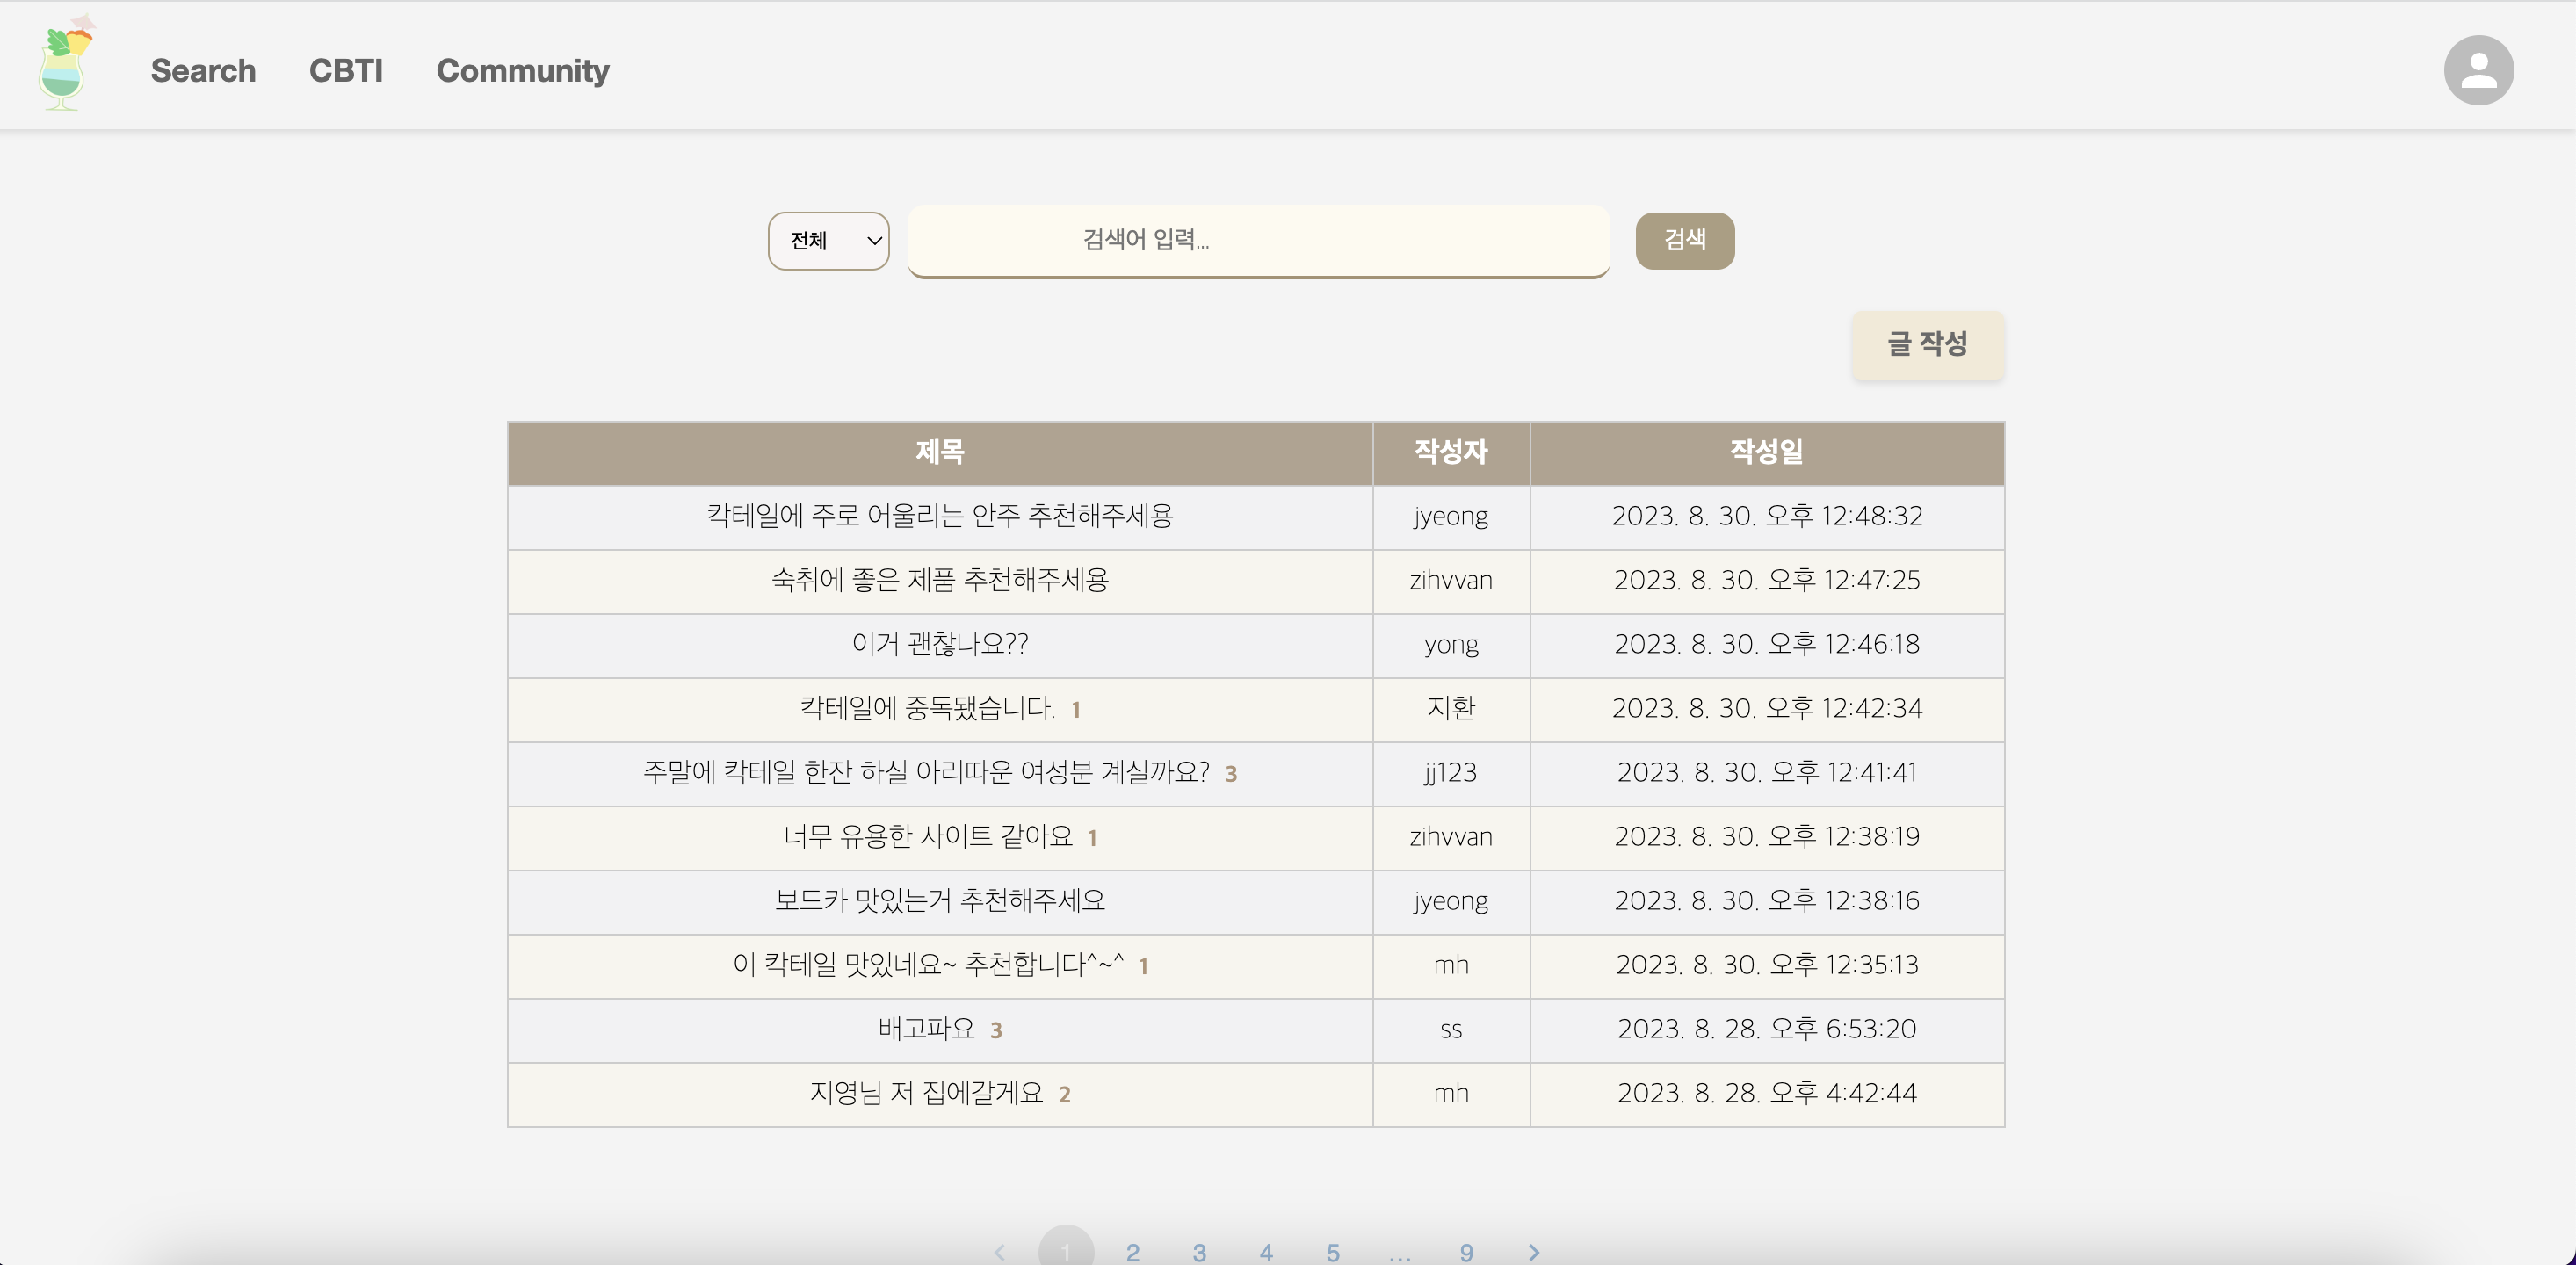 Search CBTI Community
전체 검색어 입력... 검색
글 작성
제목 작성자 작성일
칵테일에 주로 어울리는 안주 추천해주세용 jyeong 2023. 8. 30. 오후 12:48:32
숙취에 좋은 제품 추천해주세용 zihvvan 2023. 8. 30. 오후 12:47:25
이거 괜찮나요?? yong 2023. 8. 30. 오후 12:46:18
칵테일에 중독됐습니다. 1 지환 2023. 8. 30. 오후 12:42:34
주말에 칵테일 한잔 하실 아리따운 여성분 계실까요? 3 jj123 2023. 8. 30. 오후 12:41:41
너무 유용한 사이트 같아요 1 zihvvan 2023. 8. 30. 오후 12:38:19
보드카 맛있는거 추천해주세요 jyeong 2023. 8. 30. 오후 12:38:16
이 칵테일 맛있네요~ 추천합니다^~^ 1 mh 2023. 8. 30. 오후 12:35:13
배고파요 3 ss 2023. 8. 28. 오후 6:53:20
지영님 저 집에갈게요 2 mh 2023. 8. 28. 오후 4:42:44
< 1 2 3 4 5 ... 9 >